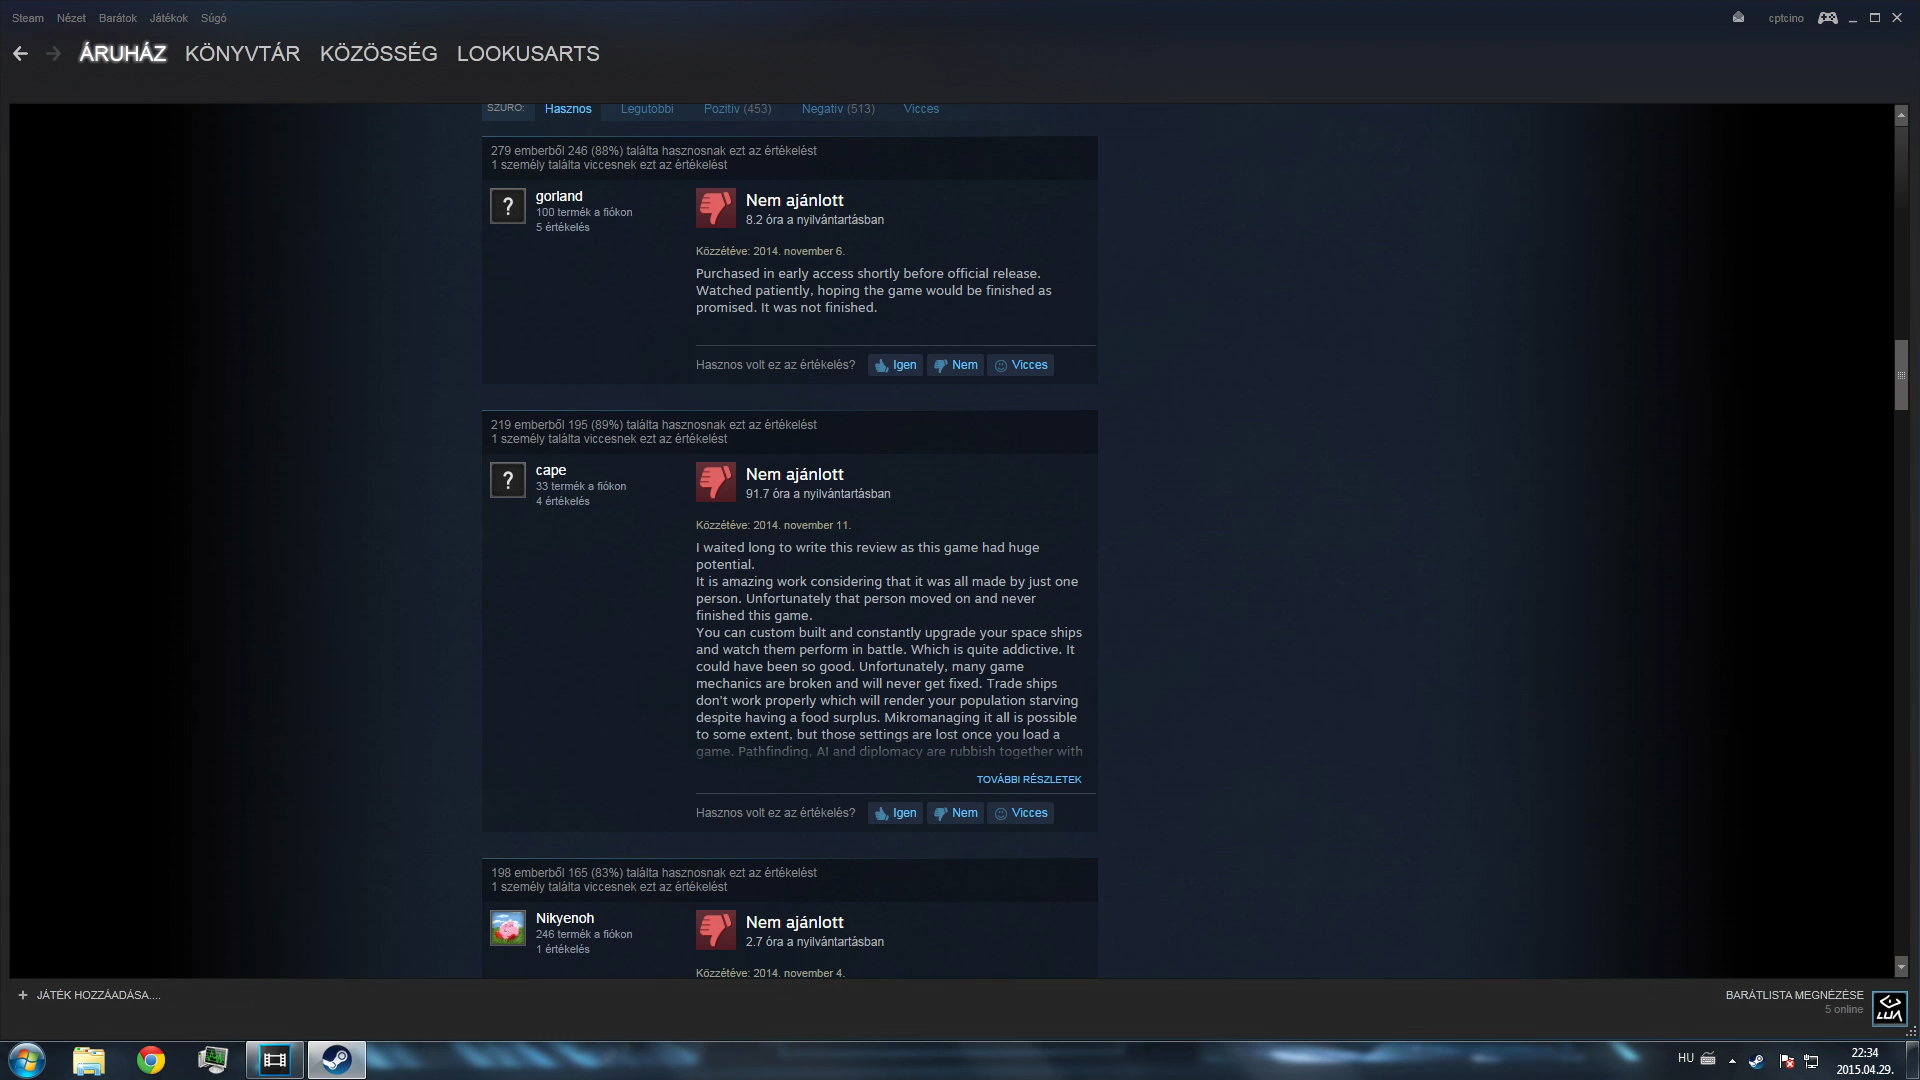 Steam Nézet Barátok Játékok Súgó
cptcino
ÁRUHÁZ KÖNYVTÁR KÖZÖSSÉG LOOKUSARTS
SZŰRŐ: Hasznos Legutóbbi Pozitív (453) Negatív (513) Vicces
279 emberből 246 (88%) találta hasznosnak ezt az értékelést
1 személy találta viccesnek ezt az értékelést
gorland
100 termék a fiókon
5 értékelés
Nem ajánlott
8.2 óra a nyilvántartásban
Közzétéve: 2014. november 6.
Purchased in early access shortly before official release.
Watched patiently, hoping the game would be finished as
promised. It was not finished.
Hasznos volt ez az értékelés? Igen Nem Vicces
219 emberből 195 (89%) találta hasznosnak ezt az értékelést
1 személy találta viccesnek ezt az értékelést
cape
33 termék a fiókon
4 értékelés
Nem ajánlott
91.7 óra a nyilvántartásban
Közzétéve: 2014. november 11.
I waited long to write this review as this game had huge
potential.
It is amazing work considering that it was all made by just one
person. Unfortunately that person moved on and never
finished this game.
You can custom built and constantly upgrade your space ships
and watch them perform in battle. Which is quite addictive. It
could have been so good. Unfortunately, many game
mechanics are broken and will never get fixed. Trade ships
don't work properly which will render your population starving
despite having a food surplus. Mikromanaging it all is possible
to some extent, but those settings are lost once you load a
game. Pathfinding, AI and diplomacy are rubbish together with
TOVÁBBI RÉSZLETEK
Hasznos volt ez az értékelés? Igen Nem Vicces
198 emberből 165 (83%) találta hasznosnak ezt az értékelést
1 személy találta viccesnek ezt az értékelést
Nikyenoh
246 termék a fiókon
1 értékelés
Nem ajánlott
2.7 óra a nyilvántartásban
Közzétéve: 2014. november 4.
+ JÁTÉK HOZZÁADÁSA....
BARÁTLISTA MEGNÉZÉSE
5 online
LUA
HU
22:34
2015.04.29.